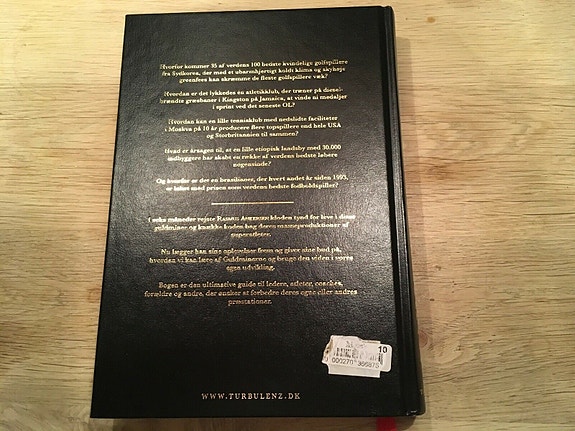 Hvorfor kommer 35 af verdens 100 bedste kvindelige golfspillere
fra Sydkorea, der med et ubarmhjertigt koldt klima og skyhøje
greenfees kan skræmme de fleste golfspillere væk?
Hvordan er det lykkedes én atletikklub, der træner på diesel-
brændte græsbaner i Kingston på Jamaica, at vinde ni medaljer
i sprint ved det seneste OL?
Hvordan kan en lille tennisklub med nedslidte faciliteter
i Moskva på 10 år producere flere topspillere end hele USA
og Storbritannien til sammen?
Hvad er årsagen til, at en lille etiopisk landsby med 30.000
indbyggere har skabt en række af verdens bedste løbere
nogensinde?
Og hvorfor er det en brasilianer, der hvert andet år siden 1993,
er løbet med prisen som verdens bedste fodboldspiller?
I seks måneder rejste Rasmus Ankersen kloden tynd for at leve i disse
guldminer og knække koden bag deres masseproduktioner af
superatleter.
Nu lægger han sine oplevelser frem og giver sine bud på,
hvordan vi kan lære af Guldminerne og bruge den viden i vores
egen udvikling.
Bogen er den ultimative guide til ledere, atleter, coaches,
forældre og andre, der ønsker at forbedre deres egne eller andres
præstationer.
10
000270 366875
WWW.TURBULENZ.DK